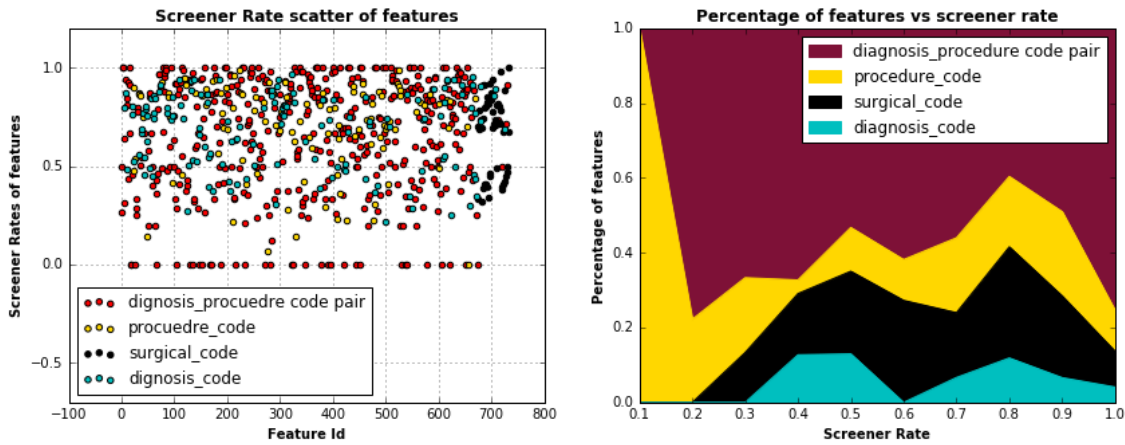 Screener Rate scatter of features
Screener Rates of features
1.0
0.5
0.0
−0.5
dignosis_procuedre code pair
procuedre_code
surgical_code
dignosis_code
−100 0 100 200 300 400 500 600 700 800
Feature Id
Percentage of features vs screener rate
Percentage of features
1.0
0.8
0.6
0.4
0.2
0.0
diagnosis_procedure code pair
procedure_code
surgical_code
diagnosis_code
0.1 0.2 0.3 0.4 0.5 0.6 0.7 0.8 0.9 1.0
Screener Rate